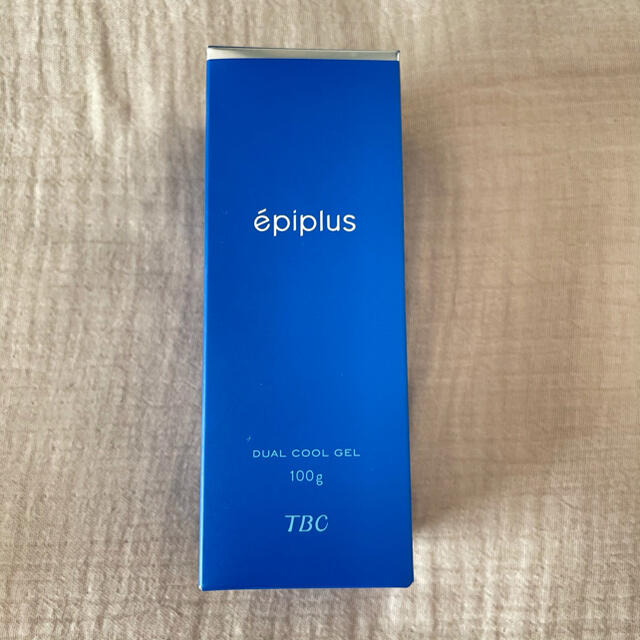 épiplus
DUAL COOL GEL
100g
TBC